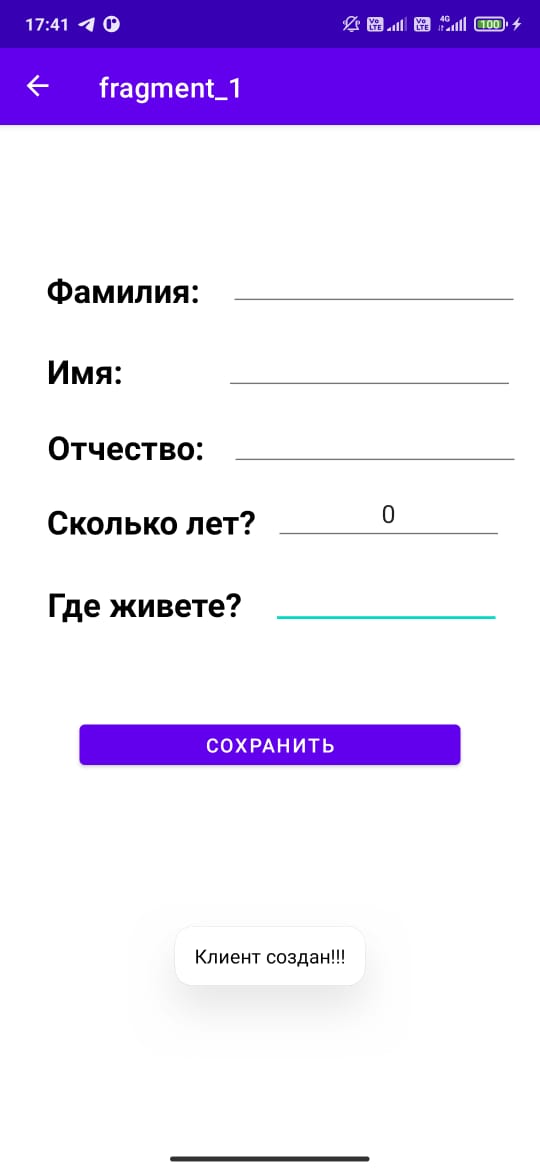 17:41
Vo LTE Vo LTE 4G 100
fragment_1
Фамилия:
Имя:
Отчество:
Сколько лет? 0
Где живете?
СОХРАНИТЬ
Клиент создан!!!